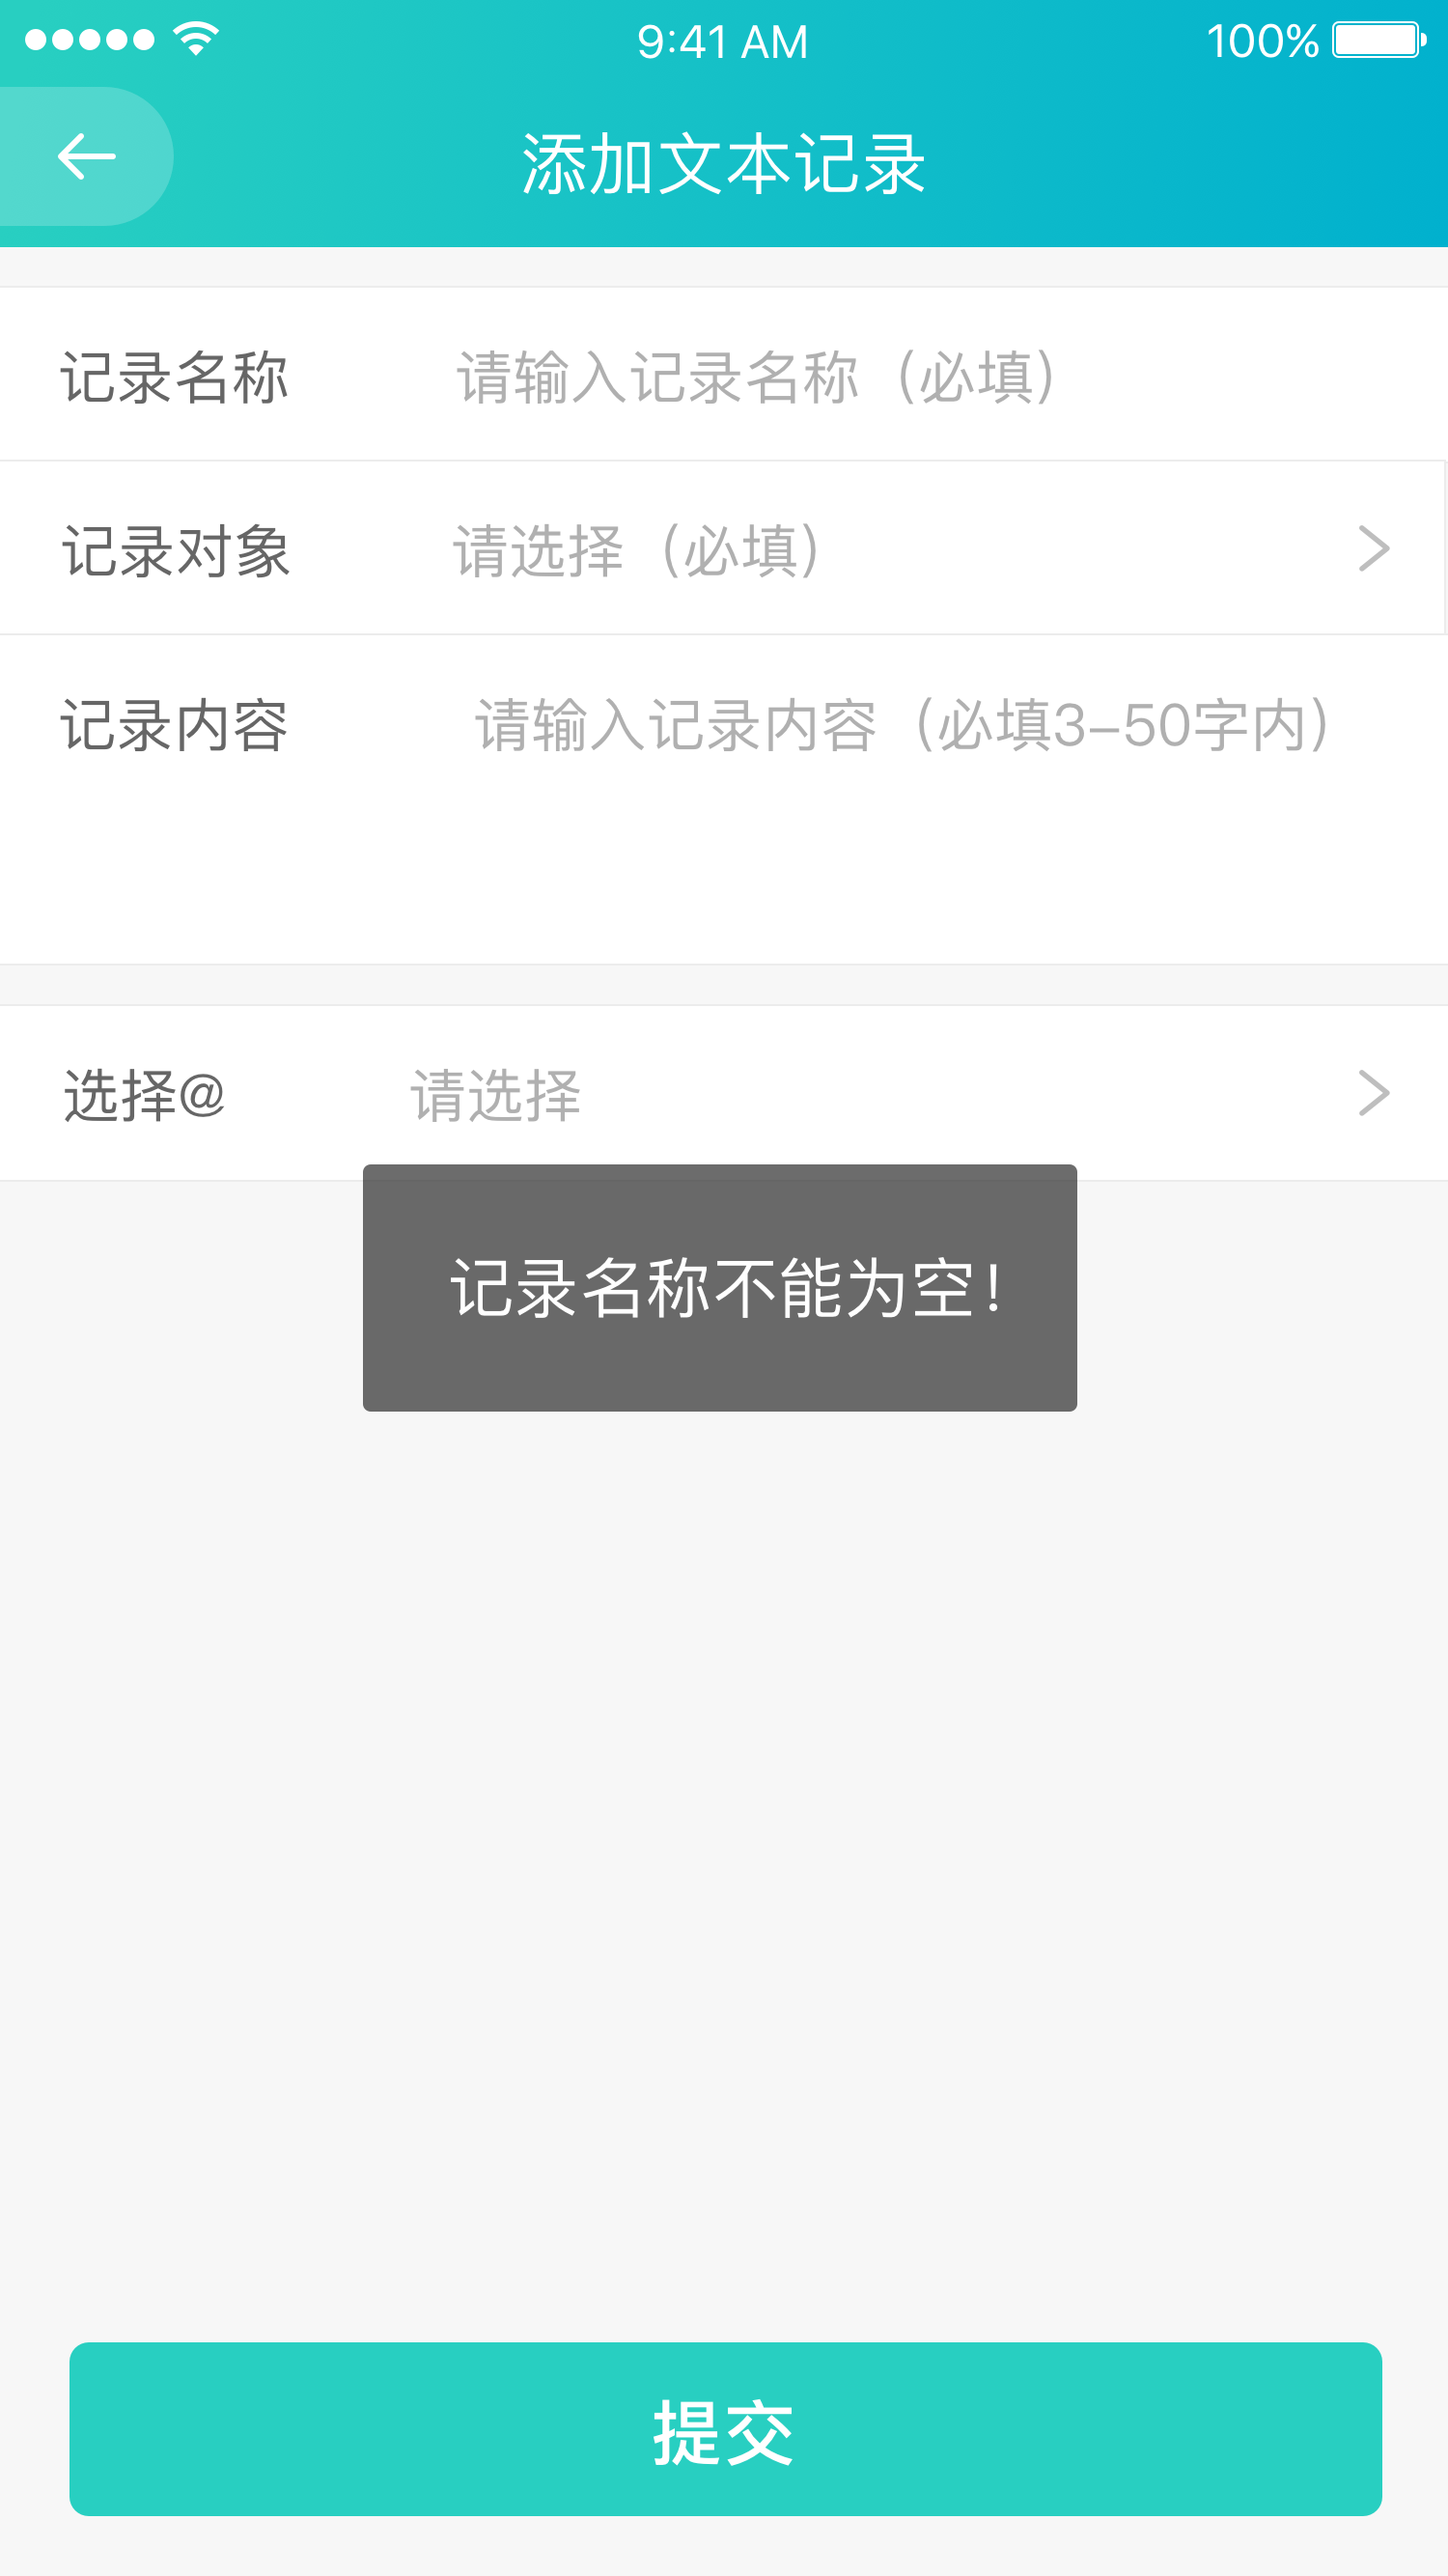 9:41 AM 100%
添加文本记录
记录名称 请输入记录名称（必填）
记录对象 请选择（必填）
记录内容 请输入记录内容（必填3-50字内）
选择@ 请选择
记录名称不能为空！
提交